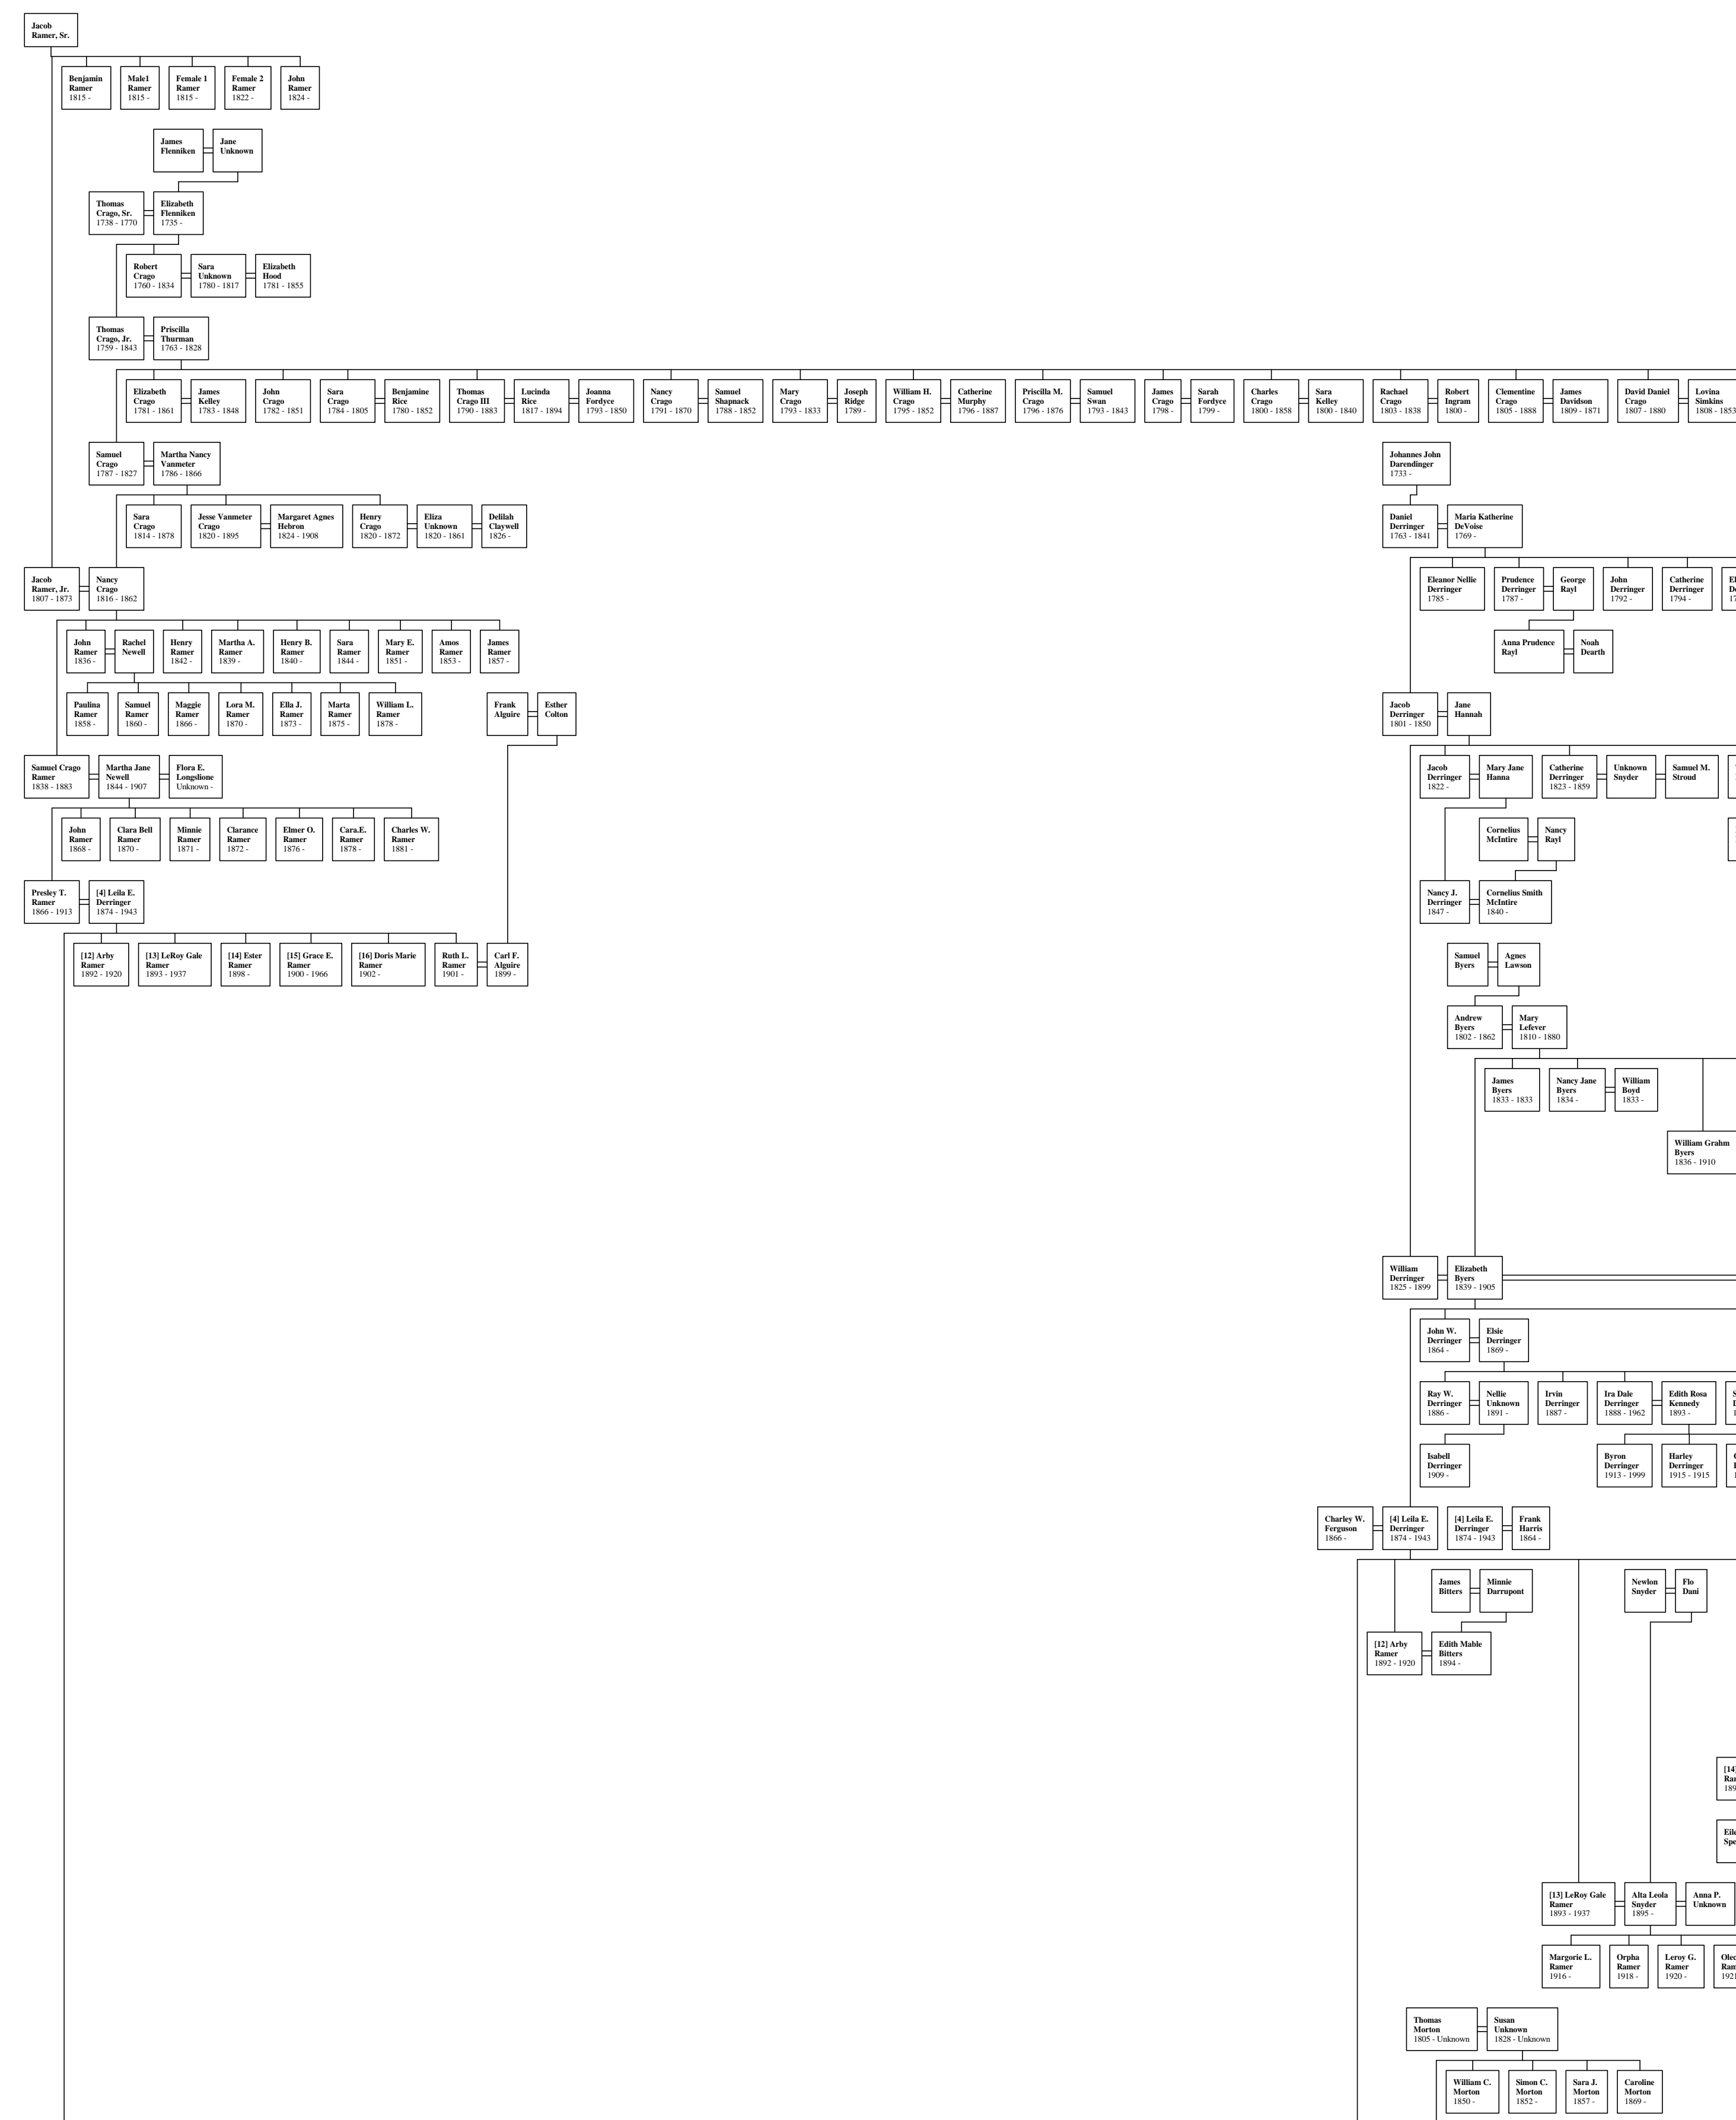 Jacob
Ramer, Sr.
Benjamin
Ramer
1815 -
Male1
Ramer
1815 -
Female 1
Ramer
1815 -
Female 2
Ramer
1822 -
John
Ramer
1824 -
James
Flenniken
Jane
Unknown
Thomas
Crago, Sr.
1738 - 1770
Elizabeth
Flenniken
1735 -
Robert
Crago
1760 - 1834
Sara
Unknown
1780 - 1817
Elizabeth
Hood
1781 - 1855
Thomas
Crago, Jr.
1759 - 1843
Priscilla
Thurman
1763 - 1828
Elizabeth
Crago
1781 - 1861
James
Kelley
1783 - 1848
John
Crago
1782 - 1851
Sara
Crago
1784 - 1805
Benjamine
Rice
1780 - 1852
Thomas
Crago III
1790 - 1883
Lucinda
Rice
1817 - 1894
Joanna
Fordyce
1793 - 1850
Nancy
Crago
1791 - 1870
Samuel
Shapnack
1788 - 1852
Mary
Crago
1793 - 1833
Joseph
Ridge
1789 -
William H.
Crago
1795 - 1852
Catherine
Murphy
1796 - 1887
Priscilla M.
Crago
1796 - 1876
Samuel
Swan
1793 - 1843
James
Crago
1798 -
Sarah
Fordyce
1799 -
Charles
Crago
1800 - 1858
Sara
Kelley
1800 - 1840
Rachael
Crago
1803 - 1838
Robert
Ingram
1800 -
Clementine
Crago
1805 - 1888
James
Davidson
1809 - 1871
David Daniel
Crago
1807 - 1880
Lovina
Simkins
1808 - 1853
Samuel
Crago
1787 - 1827
Martha Nancy
Vanmeter
1786 - 1866
Johannes John
Darendinger
1733 -
Sara
Crago
1814 - 1878
Jesse Vanmeter
Crago
1820 - 1895
Margaret Agnes
Hebron
1824 - 1908
Henry
Crago
1820 - 1872
Eliza
Unknown
1820 - 1861
Delilah
Claywell
1826 -
Daniel
Derringer
1763 - 1841
Maria Katherine
DeVoise
1769 -
Jacob
Ramer, Jr.
1807 - 1873
Nancy
Crago
1816 - 1862
Eleanor Nellie
Derringer
1785 -
Prudence
Derringer
1787 -
George
Rayl
John
Derringer
1792 -
Catherine
Derringer
1794 -
John
Ramer
1836 -
Rachel
Newell
Henry
Ramer
1842 -
Martha A.
Ramer
1839 -
Henry B.
Ramer
1840 -
Sara
Ramer
1844 -
Mary E.
Ramer
1851 -
Amos
Ramer
1853 -
James
Ramer
1857 -
Anna Prudence
Rayl
Noah
Dearth
Paulina
Ramer
1858 -
Samuel
Ramer
1860 -
Maggie
Ramer
1866 -
Lora M.
Ramer
1870 -
Ella J.
Ramer
1873 -
Marta
Ramer
1875 -
William L.
Ramer
1878 -
Frank
Alguire
Esther
Colton
Jacob
Derringer
1801 - 1850
Jane
Hannah
Samuel Crago
Ramer
1838 - 1883
Martha Jane
Newell
1844 - 1907
Flora E.
Longslione
Unknown -
Jacob
Derringer
1822 -
Mary Jane
Hanna
Catherine
Derringer
1823 - 1859
Unknown
Snyder
Samuel M.
Stroud
John
Ramer
1868 -
Clara Bell
Ramer
1870 -
Minnie
Ramer
1871 -
Clarance
Ramer
1872 -
Elmer O.
Ramer
1876 -
Cara.E.
Ramer
1878 -
Charles W.
Ramer
1881 -
Cornelius
McIntire
Nancy
Rayl
Presley T.
Ramer
1866 - 1913
[4] Leila E.
Derringer
1874 - 1943
Nancy J.
Derringer
1847 -
Cornelius Smith
McIntire
1840 -
[12] Arby
Ramer
1892 - 1920
[13] LeRoy Gale
Ramer
1893 - 1937
[14] Ester
Ramer
1898 -
[15] Grace E.
Ramer
1900 - 1966
[16] Doris Marie
Ramer
1902 -
Ruth L.
Ramer
1901 -
Carl F.
Alguire
1899 -
Samuel
Byers
Agnes
Lawson
Andrew
Byers
1802 - 1862
Mary
Lefever
1810 - 1880
James
Byers
1833 - 1833
Nancy Jane
Byers
1834 -
William
Boyd
1833 -
William Grahm
Byers
1836 - 1910
William
Derringer
1825 - 1899
Elizabeth
Byers
1839 - 1905
John W.
Derringer
1864 -
Elsie
Derringer
1869 -
Ray W.
Derringer
1886 -
Nellie
Unknown
1891 -
Irvin
Derringer
1887 -
Ira Dale
Derringer
1888 - 1962
Edith Rosa
Kennedy
1893 -
Isabell
Derringer
1909 -
Byron
Derringer
1913 - 1999
Harley
Derringer
1915 - 1915
Charley W.
Ferguson
1866 -
[4] Leila E.
Derringer
1874 - 1943
[4] Leila E.
Derringer
1874 - 1943
Frank
Harris
1864 -
James
Bitters
Minnie
Darrupont
Newlon
Snyder
Flo
Dani
[12] Arby
Ramer
1892 - 1920
Edith Mable
Bitters
1894 -
[13] LeRoy Gale
Ramer
1893 - 1937
Alta Leola
Snyder
1895 -
Anna P.
Unknown
Margorie L.
Ramer
1916 -
Orpha
Ramer
1918 -
Leroy G.
Ramer
1920 -
Thomas
Morton
1805 - Unknown
Susan
Unknown
1828 - Unknown
William C.
Morton
1850 -
Simon C.
Morton
1852 -
Sara J.
Morton
1857 -
Caroline
Morton
1869 -